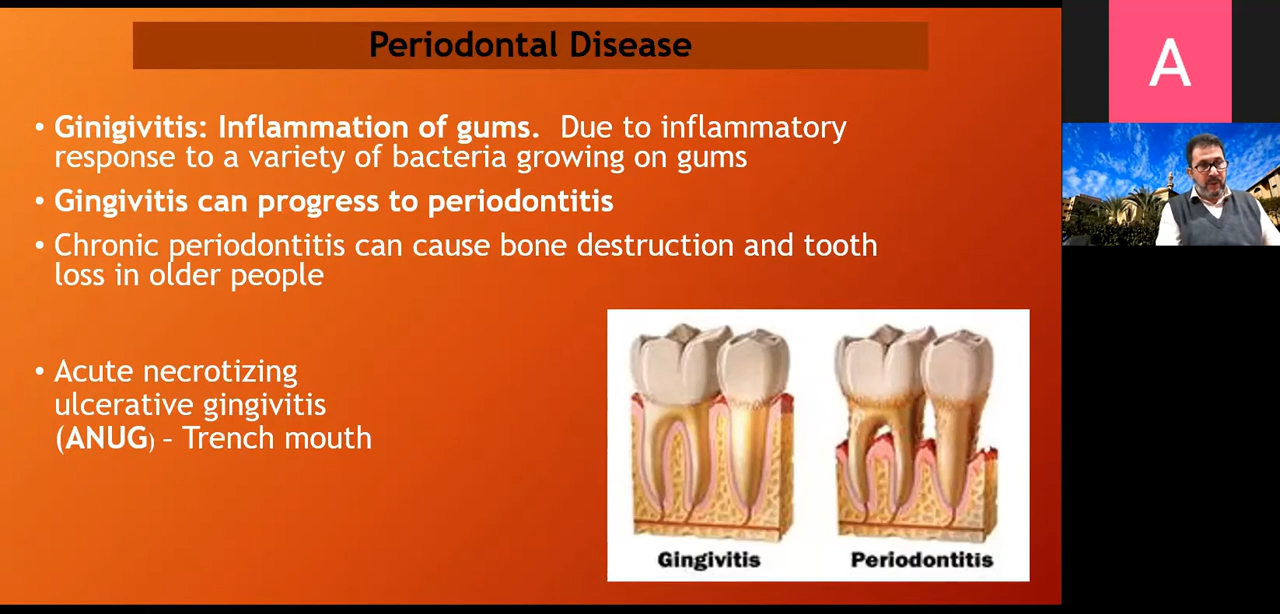 Periodontal Disease
A
• Ginigivitis: Inflammation of gums. Due to inflammatory
response to a variety of bacteria growing on gums
• Gingivitis can progress to periodontitis
• Chronic periodontitis can cause bone destruction and tooth
loss in older people
• Acute necrotizing
ulcerative gingivitis
(ANUG) – Trench mouth
Gingivitis
Periodontitis